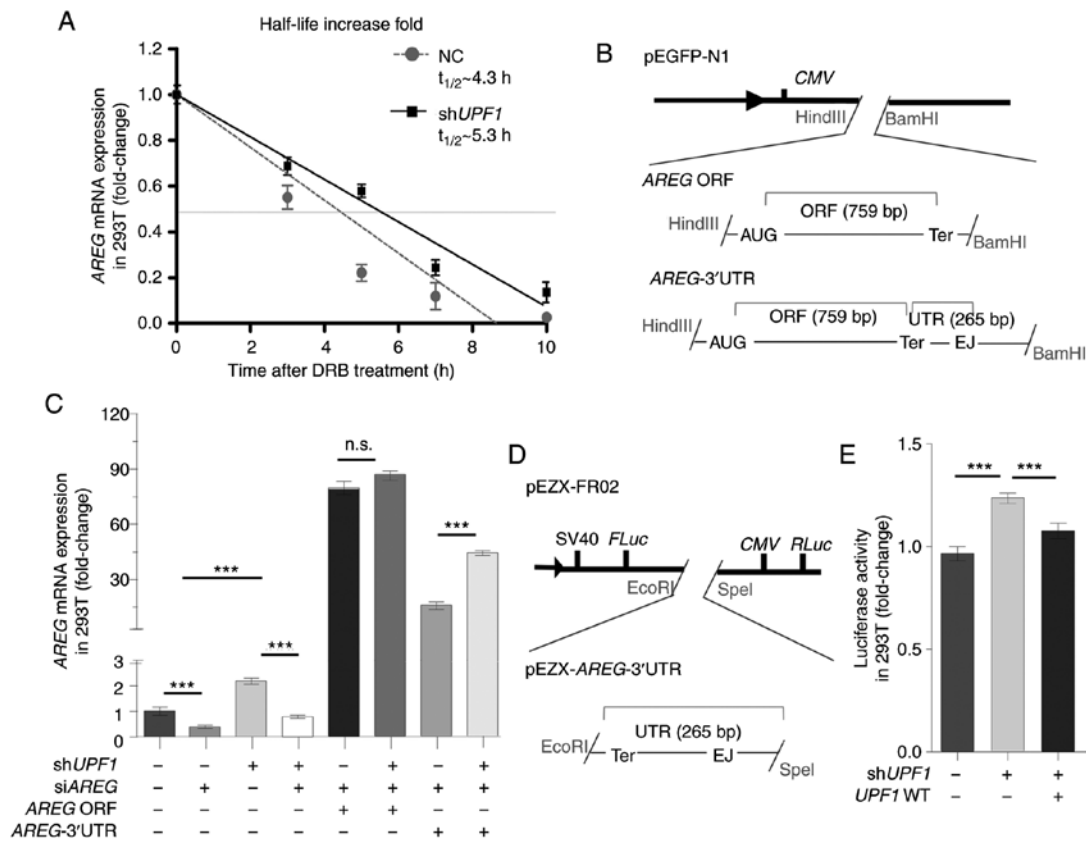 A
Half-life increase fold
AREG mRNA expression
in 293T (fold-change)
1.2
1.0
0.8
0.6
0.4
0.2
0.0
0 2 4 6 8 10
Time after DRB treatment (h)
NC
t1/2~4.3 h
shUPF1
t1/2~5.3 h
B
pEGFP-N1
CMV
HindIII
BamHI
AREG ORF
ORF (759 bp)
HindIII
AUG
Ter
BamHI
AREG-3′UTR
ORF (759 bp)
UTR (265 bp)
HindIII
AUG
Ter
EJ
BamHI
C
AREG mRNA expression
in 293T (fold-change)
120
90
60
30
3
2
1
0
***
***
***
n.s.
***
shUPF1 – – + + – + – +
siAREG – + – + + + + +
AREG ORF – – – – + + – –
AREG-3′UTR – – – – – – + +
D
pEZX-FR02
SV40 FLuc
CMV RLuc
EcoRI
SpeI
pEZX-AREG-3′UTR
UTR (265 bp)
EcoRI
Ter
EJ
SpeI
E
Luciferase activity
in 293T (fold-change)
1.5
1.0
0.5
0.0
*** ***
shUPF1 – + +
UPF1 WT – – +